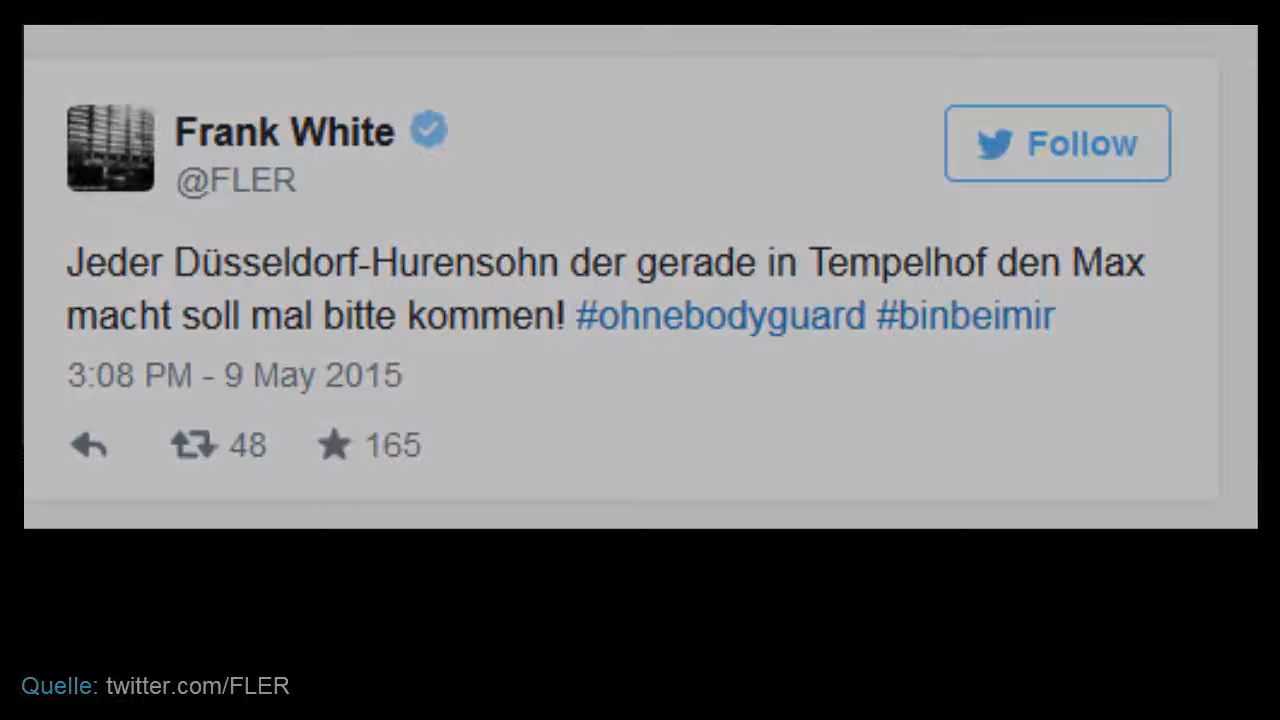 Frank White
@FLER
Follow
Jeder Düsseldorf-Hurensohn der gerade in Tempelhof den Max
macht soll mal bitte kommen! #ohnebodyguard #binbeimir
3:08 PM - 9 May 2015
48 165
Quelle: twitter.com/FLER